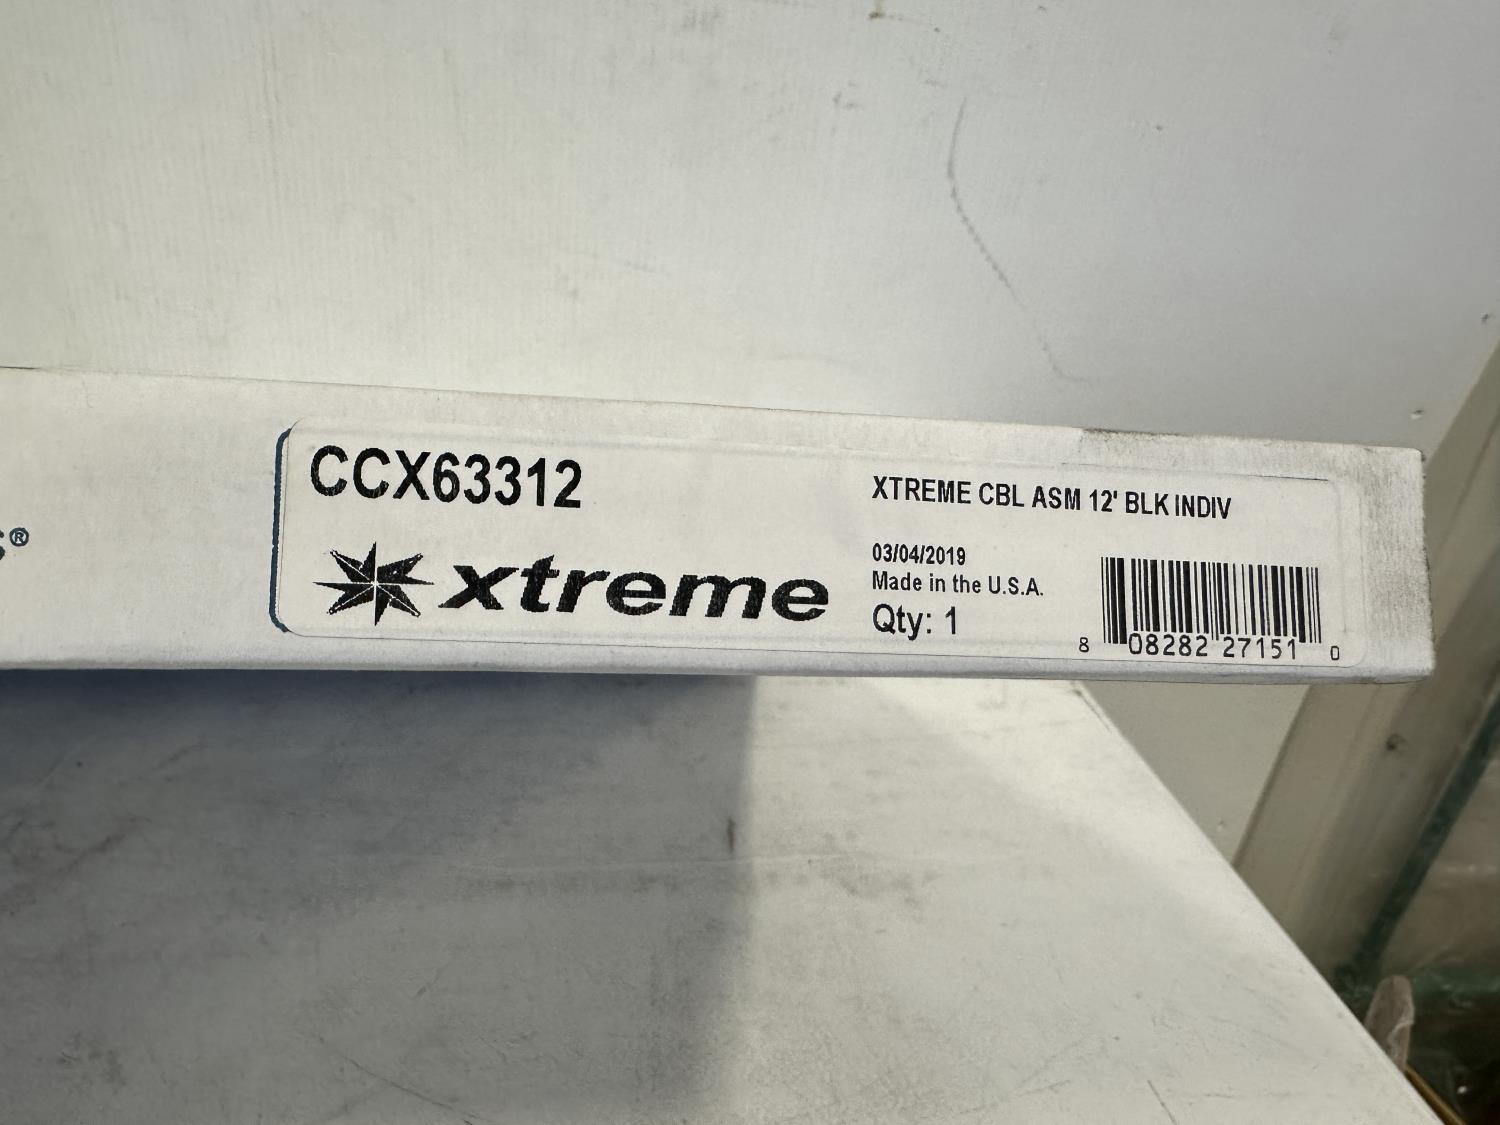 CCX63312
xtreme
XTREME CBL ASM 12' BLK INDIV
03/04/2019
Made in the U.S.A.
Qty: 1
8 08282 27151 0
®